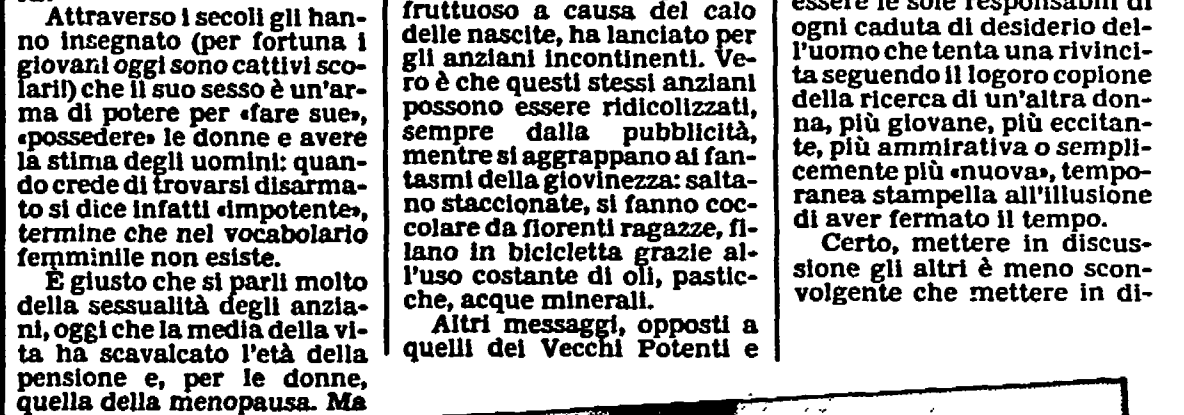 Attraverso i secoli gli han-
no insegnato (per fortuna i
giovani oggi sono cattivi sco-
lari!) che il suo sesso è un'ar-
ma di potere per «fare sue»,
«possedere» le donne e avere
la stima degli uomini: quan-
do crede di trovarsi disarma-
to si dice infatti «impotente»,
termine che nel vocabolario
femminile non esiste.
È giusto che si parli molto
della sessualità degli anzia-
ni, oggi che la media della vi-
ta ha scavalcato l'età della
pensione e, per le donne,
quella della menopausa. Ma
fruttuoso a causa del calo
delle nascite, ha lanciato per
gli anziani incontinenti. Ve-
ro è che questi stessi anziani
possono essere ridicolizzati,
sempre dalla pubblicità,
mentre si aggrappano ai fan-
tasmi della giovinezza: salta-
no staccionate, si fanno coc-
colare da fiorenti ragazze, fi-
lano in bicicletta grazie al-
l'uso costante di oli, pastic-
che, acque minerali.
Altri messaggi, opposti a
quelli dei Vecchi Potenti e
essere le sole responsabili di
ogni caduta di desiderio del-
l'uomo che tenta una rivinci-
ta seguendo il logoro copione
della ricerca di un'altra don-
na, più giovane, più eccitan-
te, più ammirativa o sempli-
cemente più «nuova», tempo-
ranea stampella all'illusione
di aver fermato il tempo.
Certo, mettere in discus-
sione gli altri è meno scon-
volgente che mettere in di-